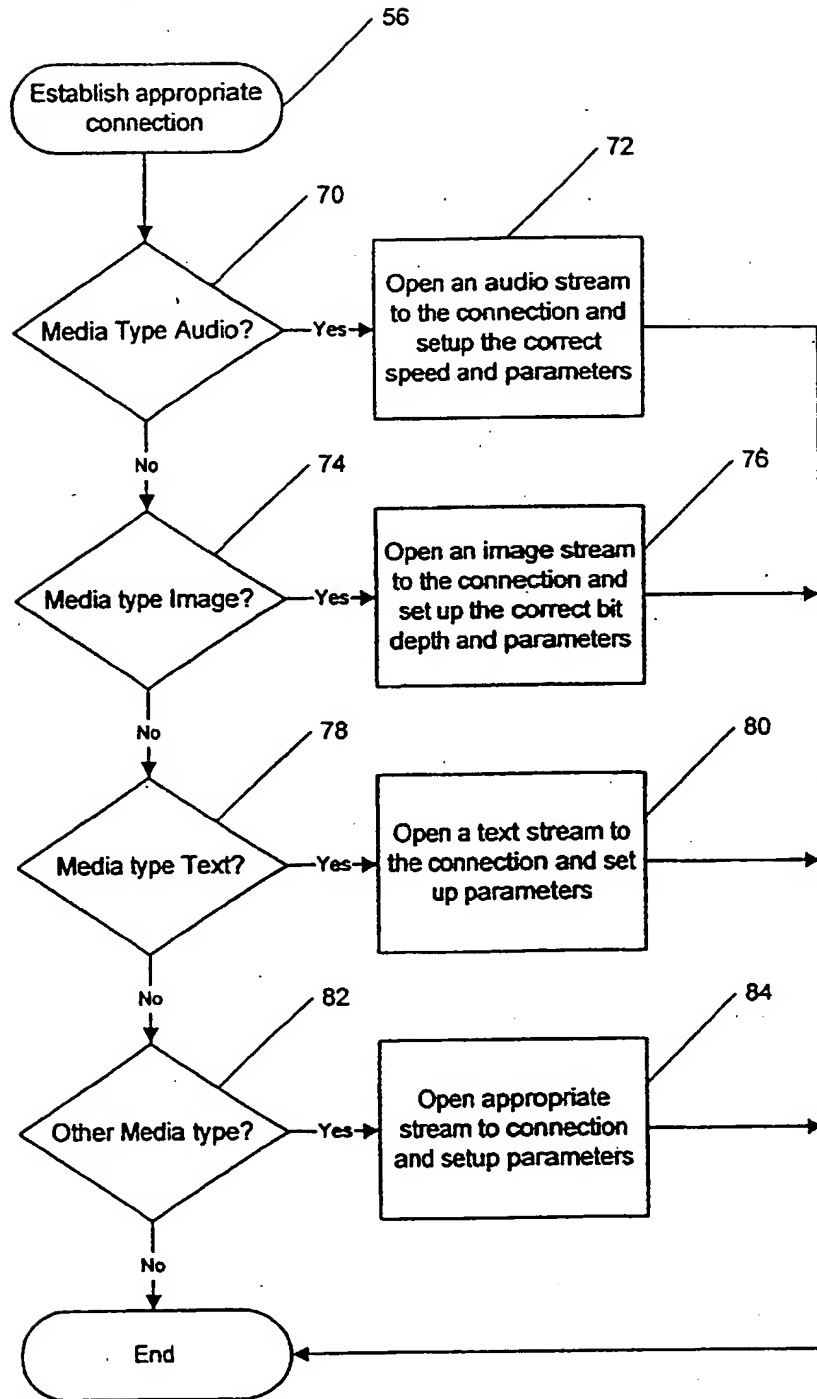 56
Establish appropriate
connection
70
72
Media Type Audio?
Yes
Open an audio stream
to the connection and
setup the correct
speed and parameters
No
74
76
Media type Image?
Yes
Open an image stream
to the connection and
set up the correct bit
depth and parameters
No
78
80
Media type Text?
Yes
Open a text stream to
the connection and set
up parameters
No
82
84
Other Media type?
Yes
Open appropriate
stream to connection
and setup parameters
No
End